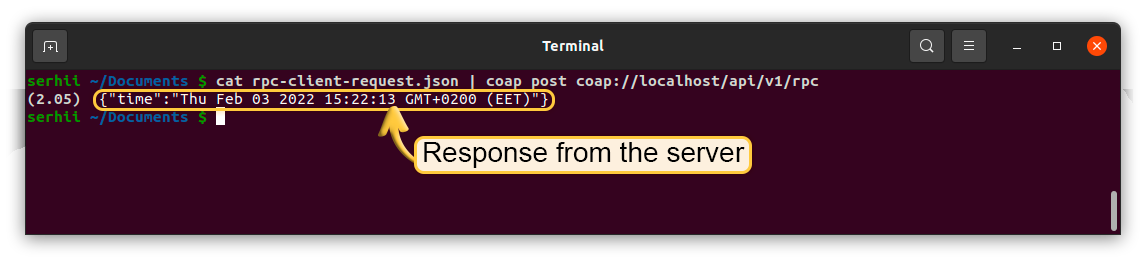 Terminal
serhii ~/Documents $ cat rpc-client-request.json | coap post coap://localhost/api/v1/rpc
(2.05) {"time":"Thu Feb 03 2022 15:22:13 GMT+0200 (EET)"}
serhii ~/Documents $
Response from the server